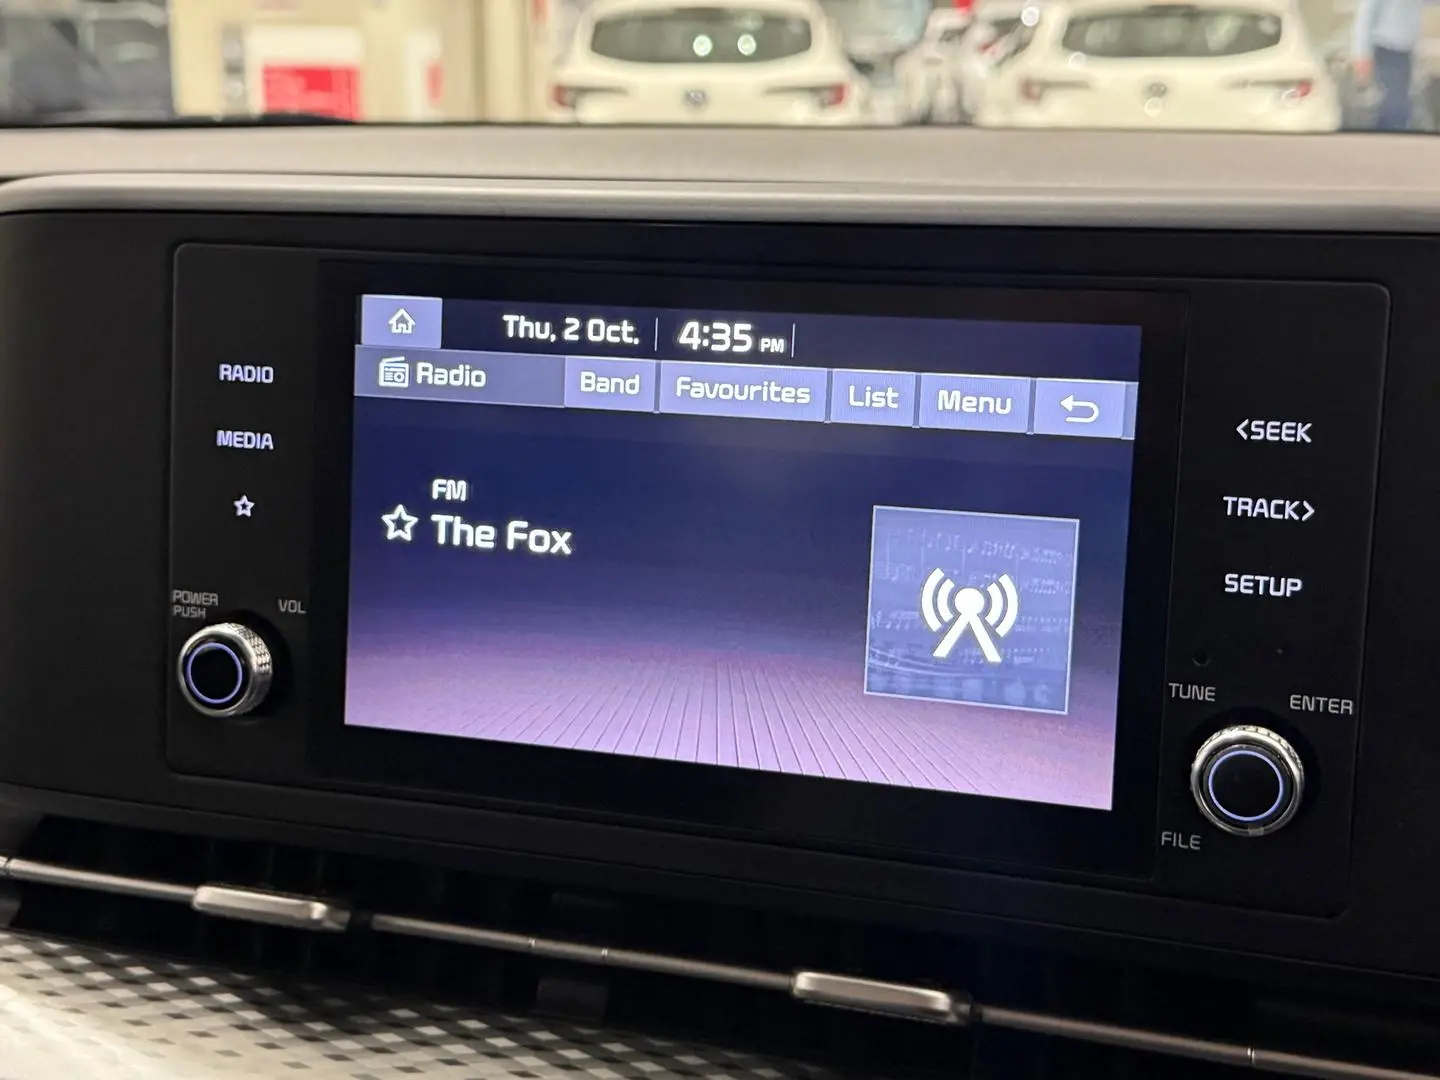 Thu, 2 Oct. 4:35 PM
Radio Band Favourites List Menu
FM
The Fox
RADIO
MEDIA
POWER
PUSH
VOL
<SEEK
TRACK>
SETUP
TUNE
ENTER
FILE